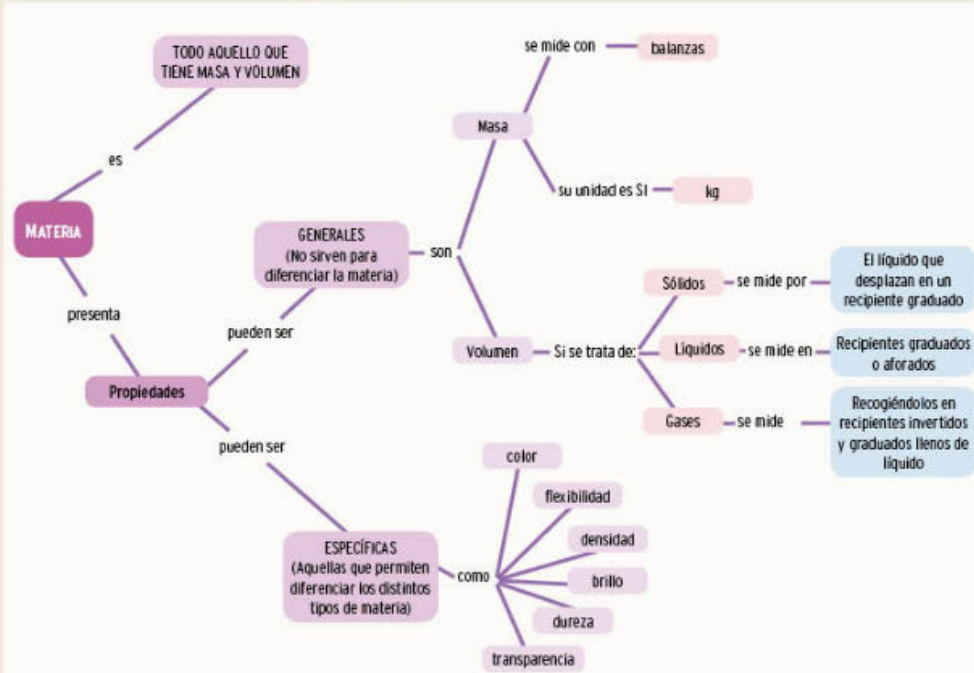 TODO AQUELLO QUE
TIENE MASA Y VOLUMEN
es
MATERIA
presenta
Propiedades
pueden ser
GENERALES
(No sirven para
diferenciar la materia)
son
Masa
se mide con
balanzas
su unidad es SI
kg
Volumen
Si se trata de:
Sólidos
se mide por
El líquido que
desplazan en un
recipiente graduado
Líquidos
se mide en
Recipientes graduados
o aforados
Gases
se mide
Recogiéndolos en
recipientes invertidos
y graduados llenos de
líquido
pueden ser
ESPECÍFICAS
(Aquellas que permiten
diferenciar los distintos
tipos de materia)
como
color
flexibilidad
densidad
brillo
dureza
transparencia